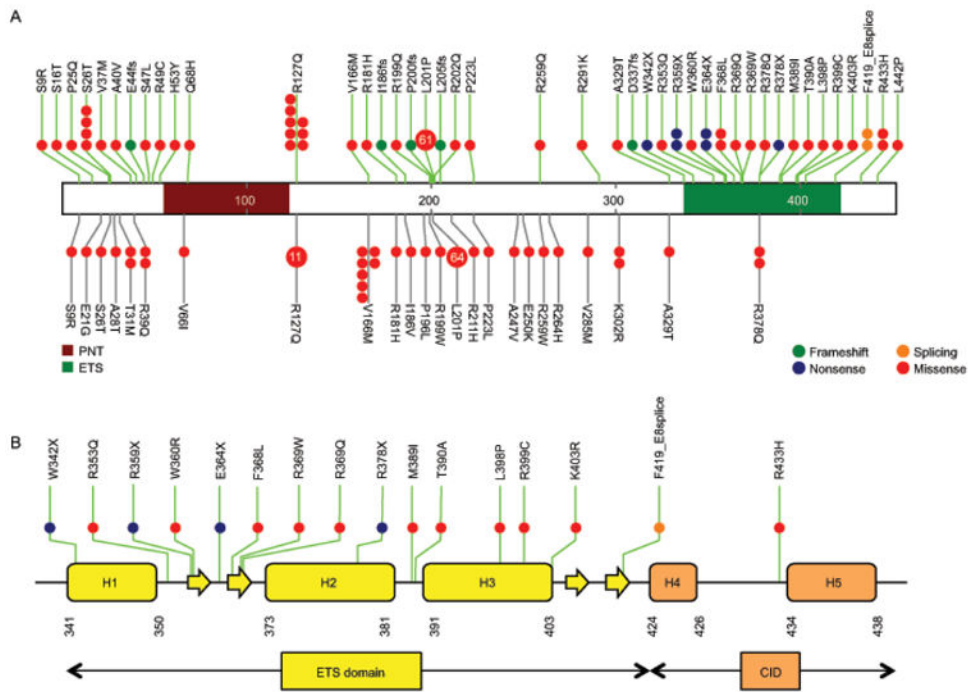 A
S9R
S16T
P25Q
S26T
V37M
A40V
E44fs
S47L
R49C
H53Y
Q68H
R127Q
V166M
R181H
I186fs
R199Q
P200fs
L201P
L205fs
R202Q
P223L
R259Q
R291K
A329T
D337fs
W342X
R353Q
R359X
W360R
E364X
F368L
R369Q
R369W
R378Q
R378X
M389I
T390A
L398P
R399C
K403R
F419_E8splice
R433H
L442P
61
100
200
300
400
11
64
S9R
E21G
S26T
A28T
T31M
R39Q
V66I
R127Q
V166M
R181H
I186V
P196L
R199W
L201P
R211H
P223L
A247V
E250K
R259W
R264H
V285M
K302R
A329T
R378Q
PNT
ETS
Frameshift
Splicing
Nonsense
Missense
B
W342X
R353Q
R359X
W360R
E364X
F368L
R369W
R369Q
R378X
M389I
T390A
L398P
R399C
K403R
F419_E8splice
R433H
H1
H2
H3
H4
H5
341
350
373
381
391
403
424
426
434
438
ETS domain
CID